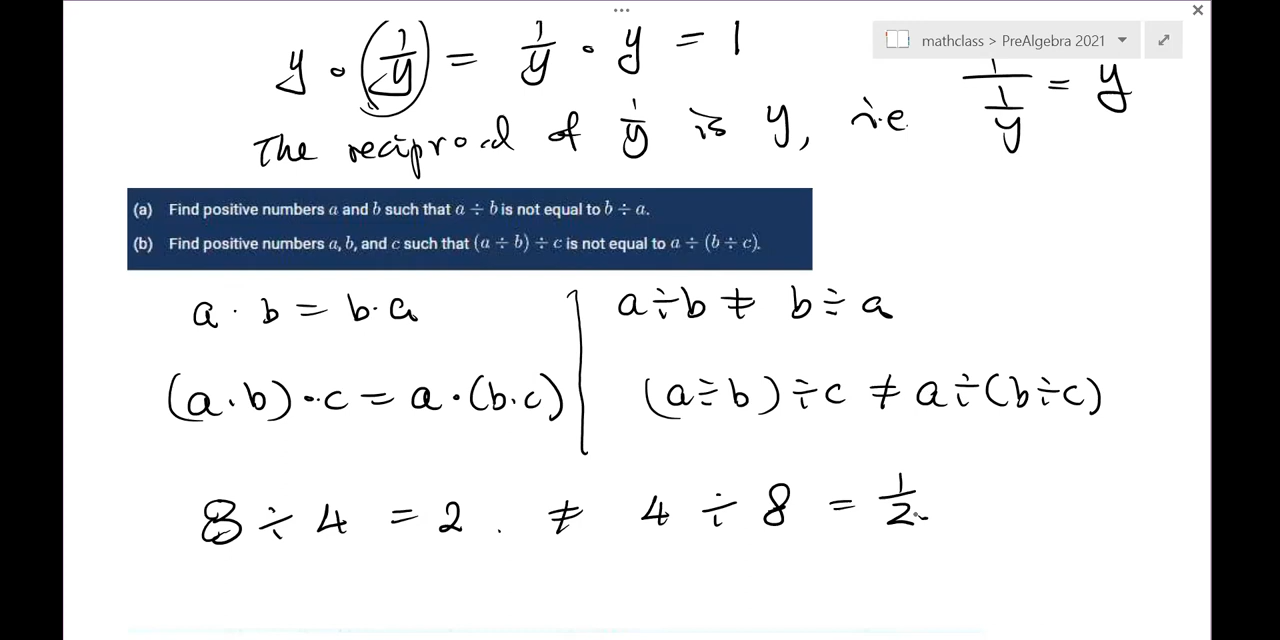 mathclass > PreAlgebra 2021
y · (1/y) = 1/y · y = 1
The reciprocal of 1/y is y, i.e 1/(1/y) = y
(a) Find positive numbers a and b such that a ÷ b is not equal to b ÷ a.
(b) Find positive numbers a, b, and c such that (a ÷ b) ÷ c is not equal to a ÷ (b ÷ c).
a · b = b · a
(a · b) · c = a · (b · c)
a ÷ b ≠ b ÷ a
(a ÷ b) ÷ c ≠ a ÷ (b ÷ c)
8 ÷ 4 = 2 . ≠ 4 ÷ 8 = 1/2